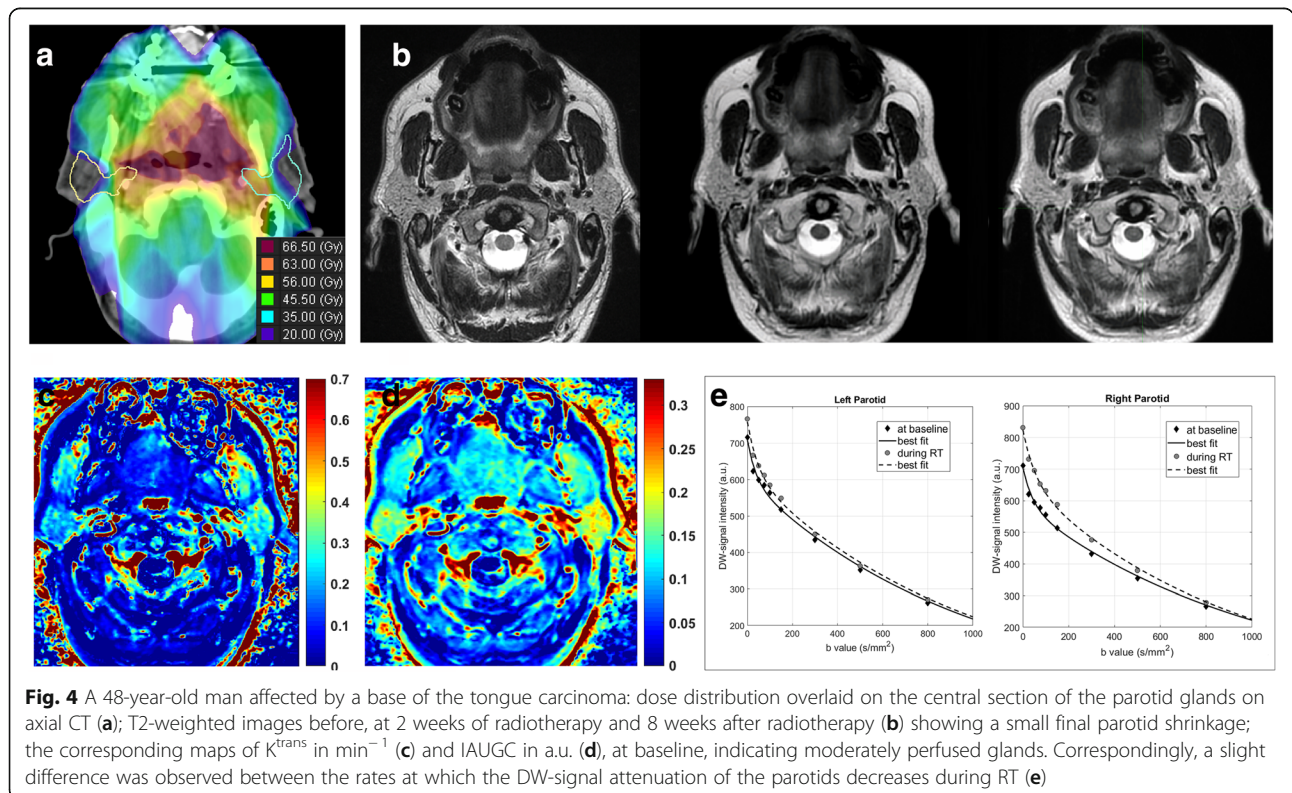 a
b
66.50 (Gy)
63.00 (Gy)
56.00 (Gy)
45.50 (Gy)
35.00 (Gy)
20.00 (Gy)
c
0.7
0.6
0.5
0.4
0.3
0.2
0.1
0
d
0.3
0.25
0.2
0.15
0.1
0.05
0
e
Left Parotid
DW-signal intensity (a.u.)
800
700
600
500
400
300
200
0 200 400 600 800 1000
b value (s/mm²)
at baseline
best fit
during RT
best fit
Right Parotid
DW-signal intensity (a.u.)
900
800
700
600
500
400
300
200
0 200 400 600 800 1000
b value (s/mm²)
at baseline
best fit
during RT
best fit
Fig. 4 A 48-year-old man affected by a base of the tongue carcinoma: dose distribution overlaid on the central section of the parotid glands on
axial CT (a); T2-weighted images before, at 2 weeks of radiotherapy and 8 weeks after radiotherapy (b) showing a small final parotid shrinkage;
the corresponding maps of Kᵗʳᵃⁿˢ in min⁻¹ (c) and IAUGC in a.u. (d), at baseline, indicating moderately perfused glands. Correspondingly, a slight
difference was observed between the rates at which the DW-signal attenuation of the parotids decreases during RT (e)